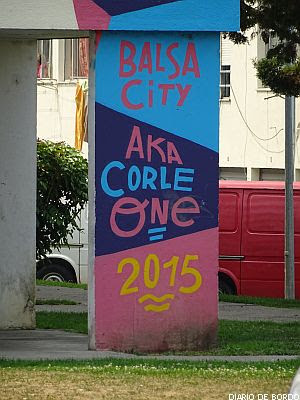 BALSA
CITY
AKA
CORLE
ONE
2015
DIARIO DE BORDO